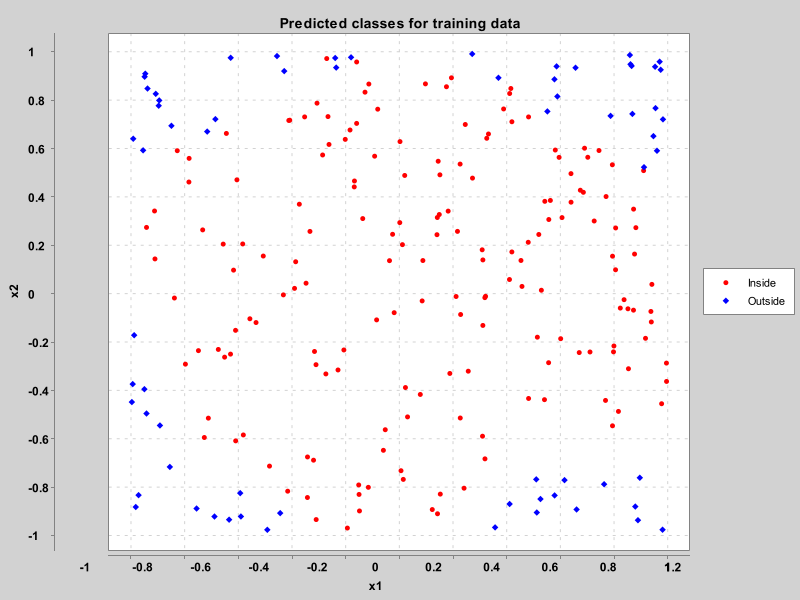 Predicted classes for training data
1
0.8
0.6
0.4
0.2
0
-0.2
-0.4
-0.6
-0.8
-1
x2
-1 -0.8 -0.6 -0.4 -0.2 0 0.2 0.4 0.6 0.8 1 1.2
x1
Inside
Outside